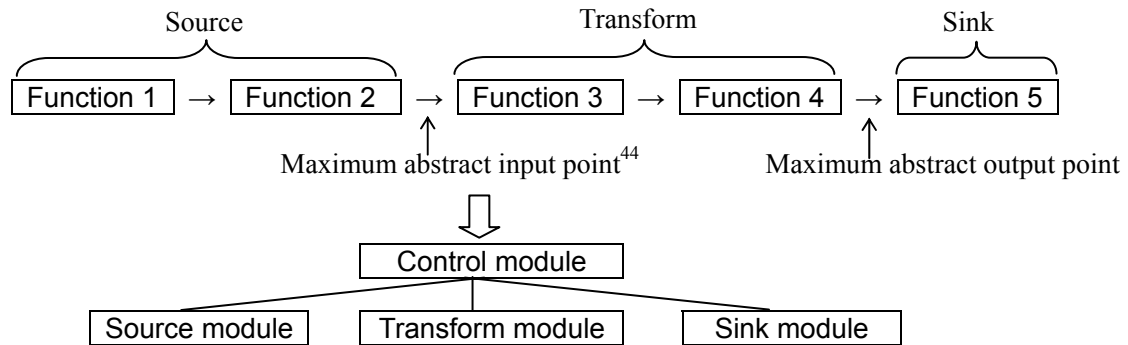 Source Transform Sink
Function 1 → Function 2 → Function 3 → Function 4 → Function 5
Maximum abstract input point44 Maximum abstract output point
Control module
Source module Transform module Sink module